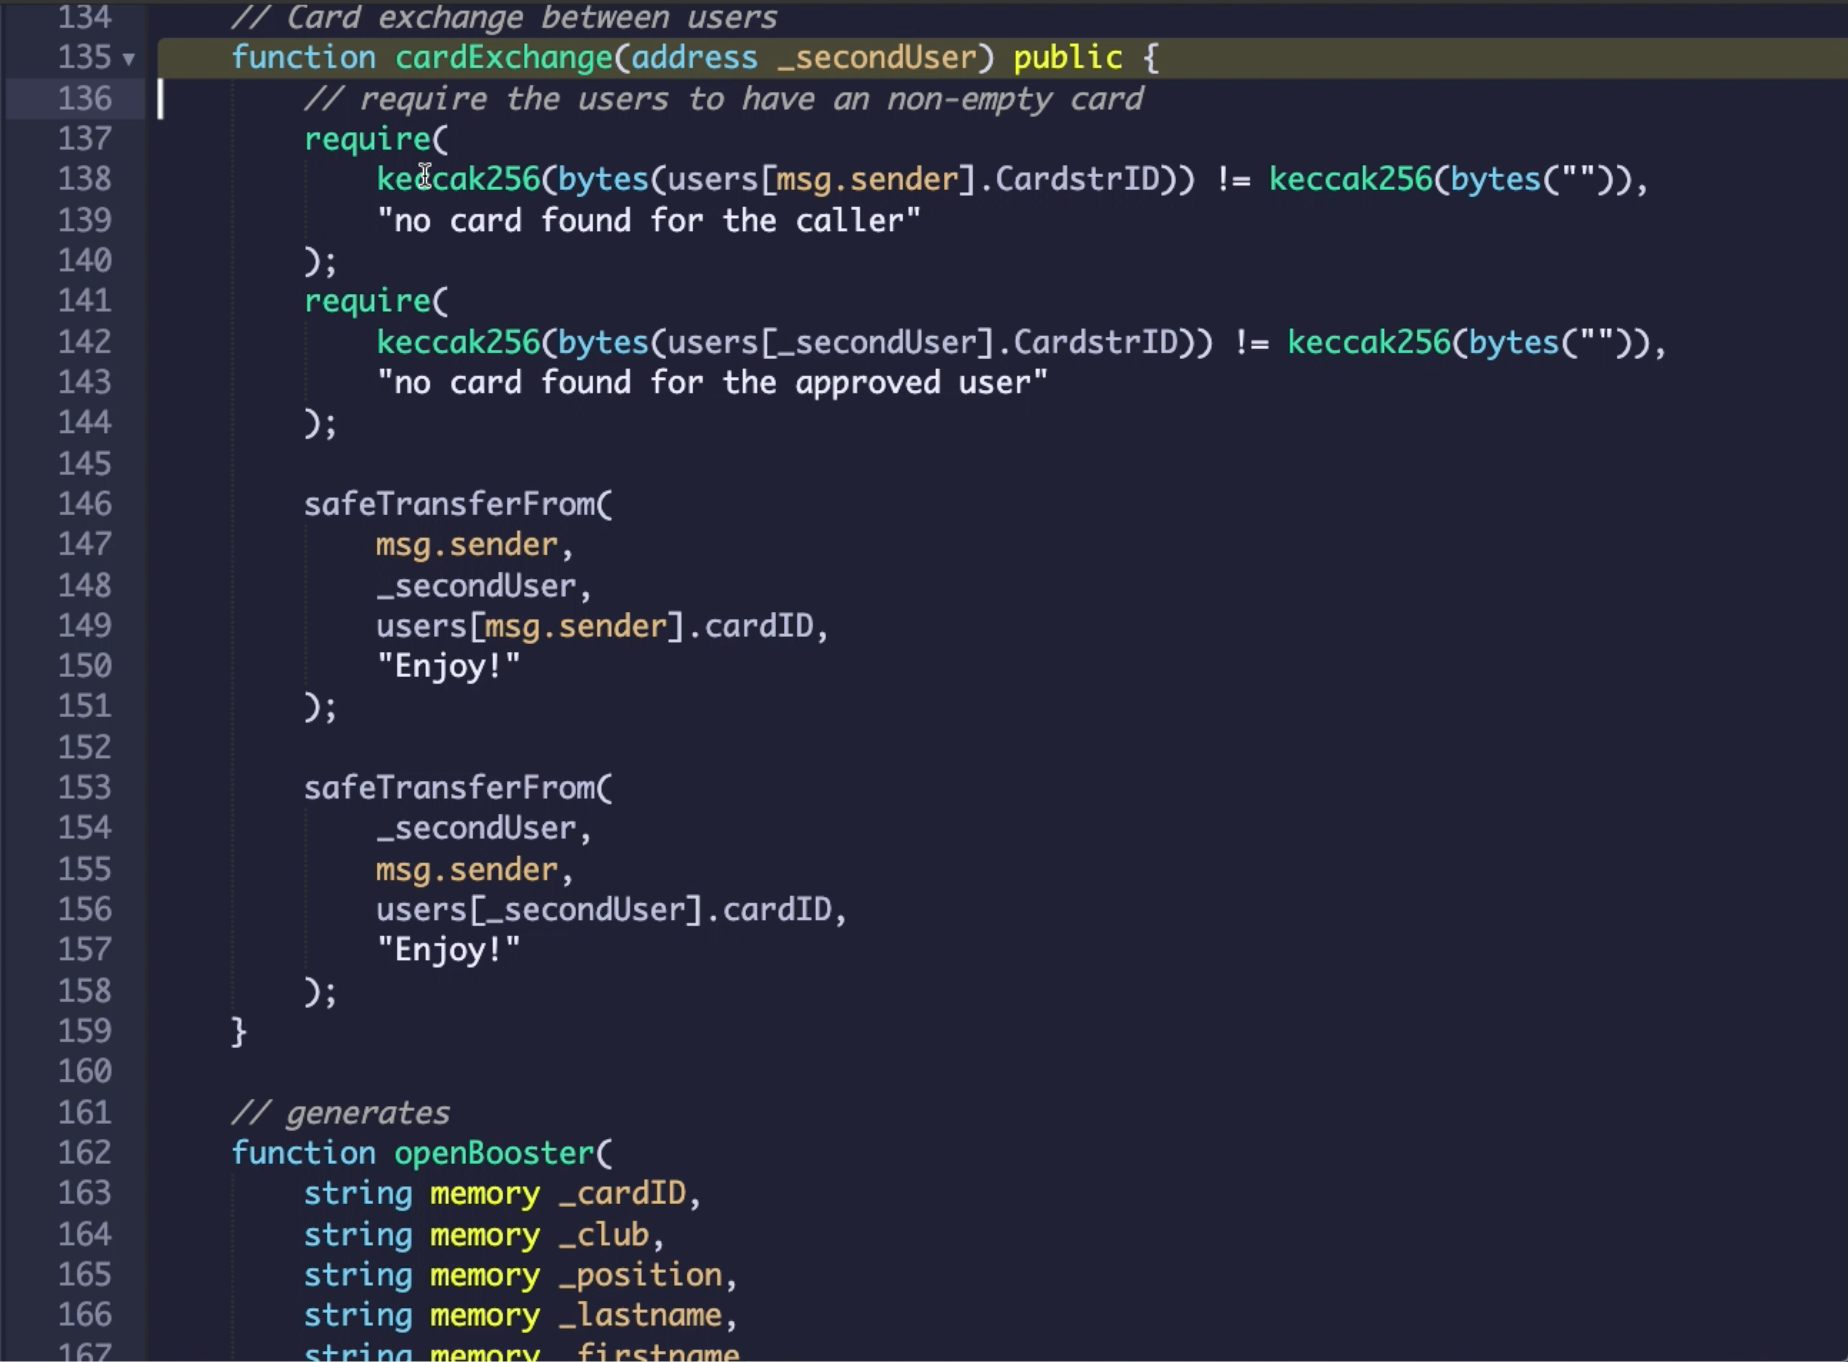 134 // Card exchange between users
135 function cardExchange(address _secondUser) public {
136 // require the users to have an non-empty card
137 require(
138 keccak256(bytes(users[msg.sender].CardstrID)) != keccak256(bytes("")),
139 "no card found for the caller"
140 );
141 require(
142 keccak256(bytes(users[_secondUser].CardstrID)) != keccak256(bytes("")),
143 "no card found for the approved user"
144 );
145
146 safeTransferFrom(
147 msg.sender,
148 _secondUser,
149 users[msg.sender].cardID,
150 "Enjoy!"
151 );
152
153 safeTransferFrom(
154 _secondUser,
155 msg.sender,
156 users[_secondUser].cardID,
157 "Enjoy!"
158 );
159 }
160
161 // generates
162 function openBooster(
163 string memory _cardID,
164 string memory _club,
165 string memory _position,
166 string memory _lastname,
167 string memory _firstname